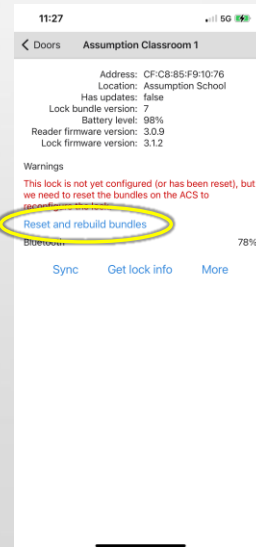 11:27
5G
Doors Assumption Classroom 1
Address: CF:C8:85:F9:10:76
Location: Assumption School
Has updates: false
Lock bundle version: 7
Battery level: 98%
Reader firmware version: 3.0.9
Lock firmware version: 3.1.2
Warnings
This lock is not yet configured (or has been reset), but
we need to reset the bundles on the ACS to
reconfigure the lock.
Reset and rebuild bundles
Bluetooth 78%
Sync Get lock info More